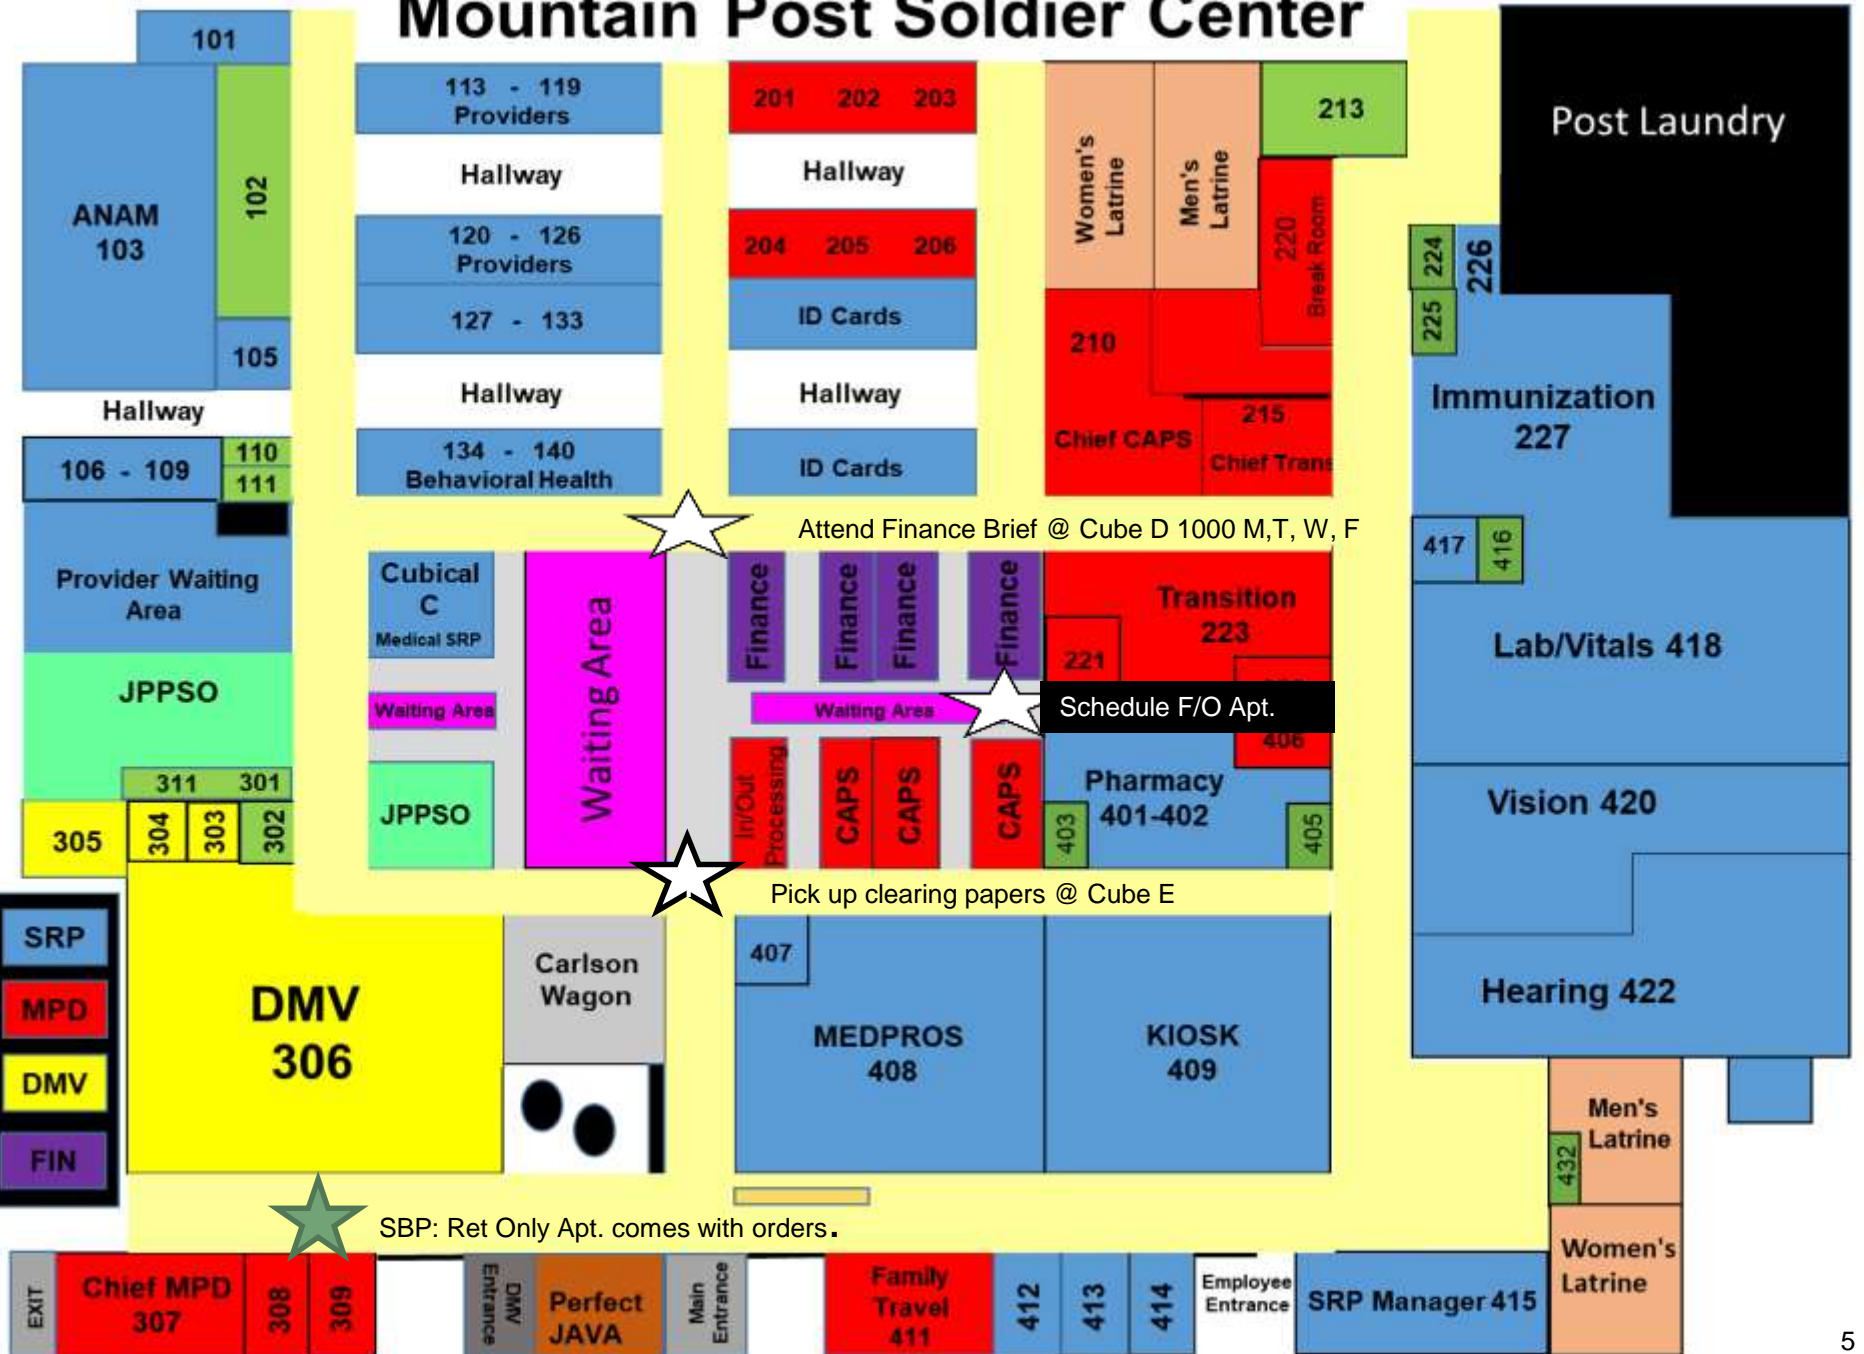 Mountain Post Soldier Center
101
113 - 119
Providers
201 202 203
213
Post Laundry
Hallway
Hallway
Women's
Latrine
Men's
Latrine
102
ANAM
103
120 - 126
Providers
204 205 206
220
Break Room
224
226
225
127 - 133
ID Cards
210
105
Hallway
Hallway
Hallway
Immunization
227
215
Chief CAPS
Chief Trans
106 - 109
110
111
134 - 140
Behavioral Health
ID Cards
Attend Finance Brief @ Cube D 1000 M,T, W, F
417
416
Provider Waiting
Area
Cubical
C
Medical SRP
Waiting Area
Finance
Finance
Finance
Finance
Transition
223
221
Lab/Vitals 418
JPPSO
Waiting Area
Waiting Area
Schedule F/O Apt.
406
311 301
305
304
303
302
JPPSO
In/Out
Processing
CAPS
CAPS
CAPS
Pharmacy
401-402
403
405
Vision 420
Pick up clearing papers @ Cube E
SRP
MPD
DMV
FIN
DMV
306
Carlson
Wagon
407
MEDPROS
408
KIOSK
409
Hearing 422
Men's
Latrine
432
SBP: Ret Only Apt. comes with orders.
EXIT
Chief MPD
307
308
309
DMV
Entrance
Perfect
JAVA
Main
Entrance
Family
Travel
411
412
413
414
Employee
Entrance
SRP Manager 415
Women's
Latrine
5